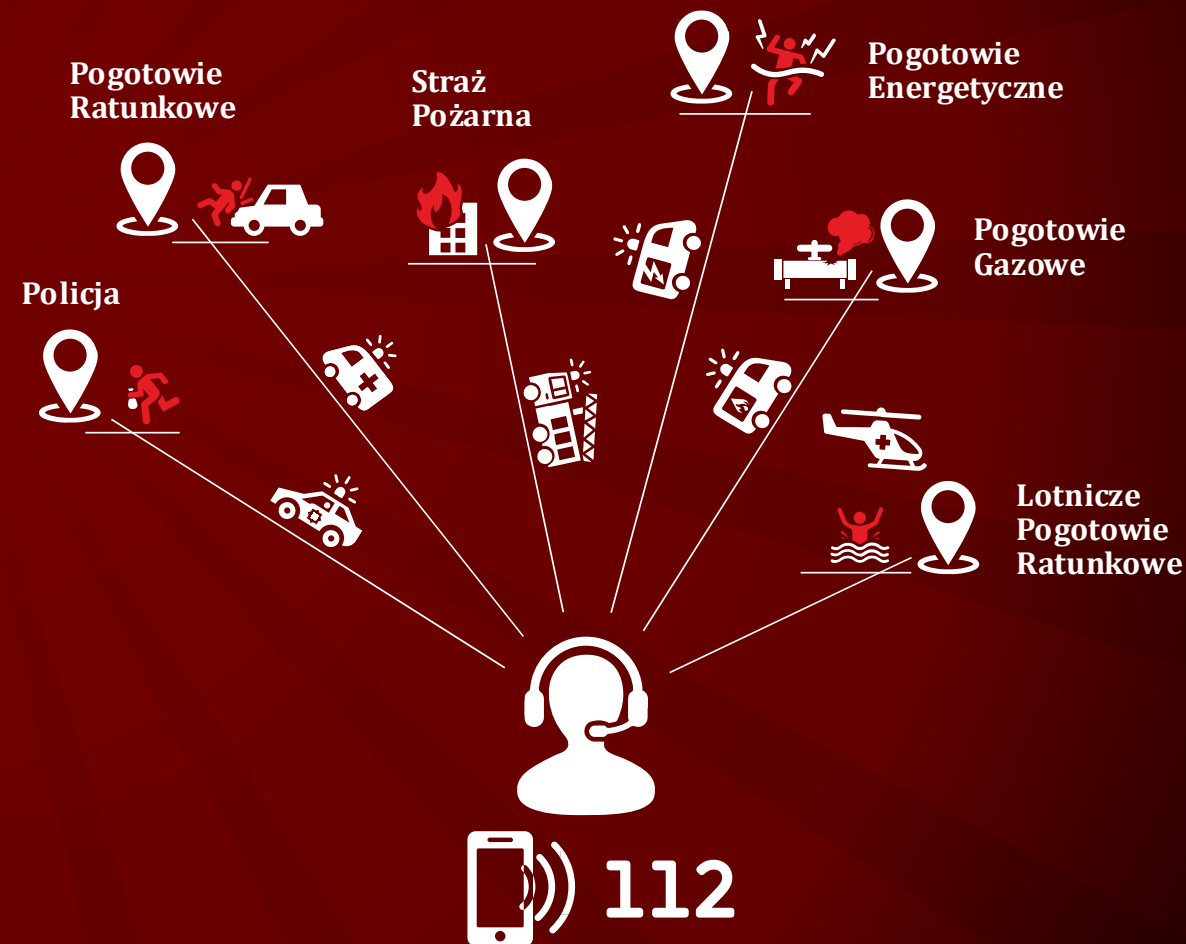 Pogotowie
Ratunkowe
Straż
Pożarna
Pogotowie
Energetyczne
Policja
Pogotowie
Gazowe
Lotnicze
Pogotowie
Ratunkowe
112